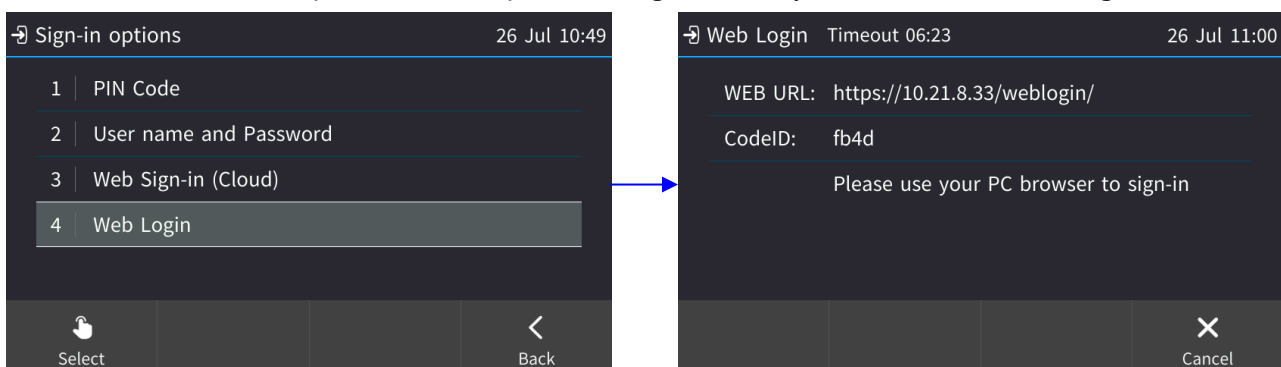 Sign-in options 26 Jul 10:49
1 PIN Code
2 User name and Password
3 Web Sign-in (Cloud)
4 Web Login
Select Back
Web Login Timeout 06:23 26 Jul 11:00
WEB URL: https://10.21.8.33/weblogin/
CodeID: fb4d
Please use your PC browser to sign-in
Cancel